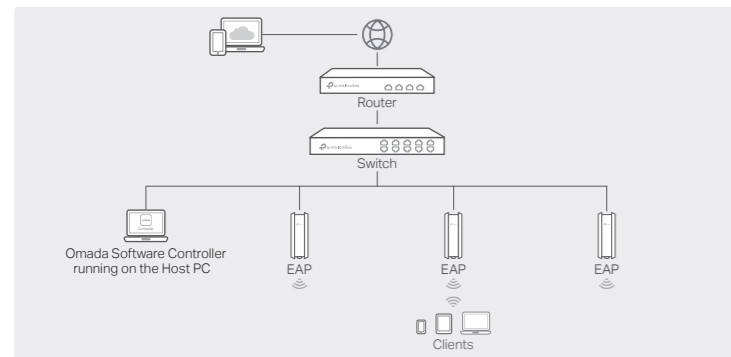 Router
Switch
Omada Software Controller
running on the Host PC
EAP
EAP
EAP
Clients